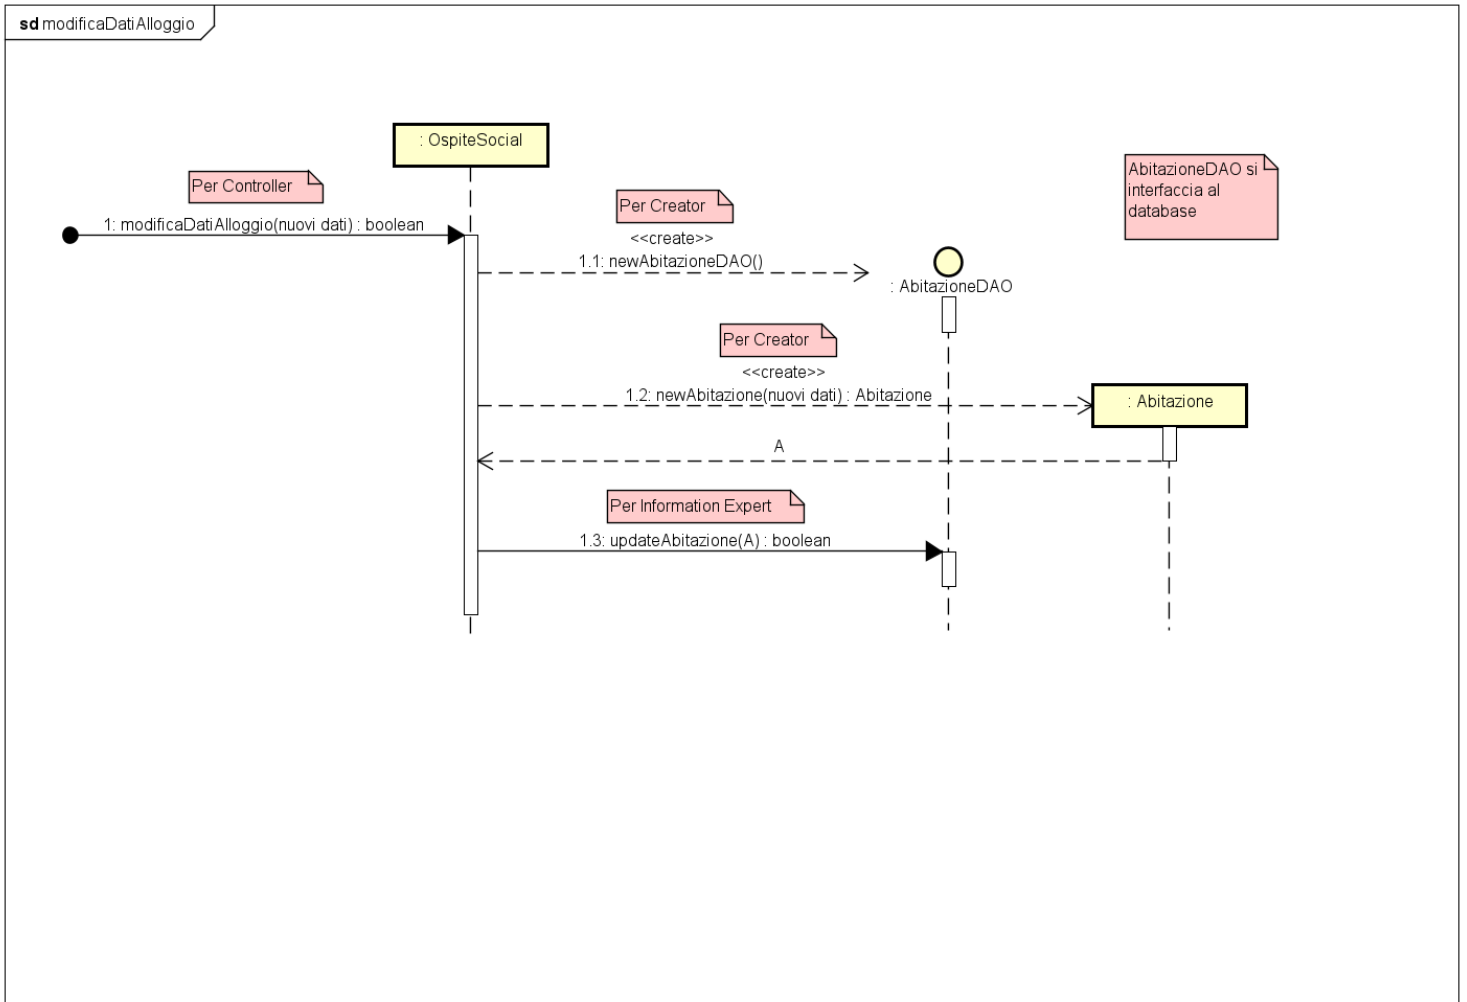 sd modificaDatiAlloggio
: OspiteSocial
Per Controller
1: modificaDatiAlloggio(nuovi dati) : boolean
Per Creator
<<create>>
1.1: newAbitazioneDAO()
: AbitazioneDAO
AbitazioneDAO si
interfaccia al
database
Per Creator
<<create>>
1.2: newAbitazione(nuovi dati) : Abitazione
: Abitazione
A
Per Information Expert
1.3: updateAbitazione(A) : boolean